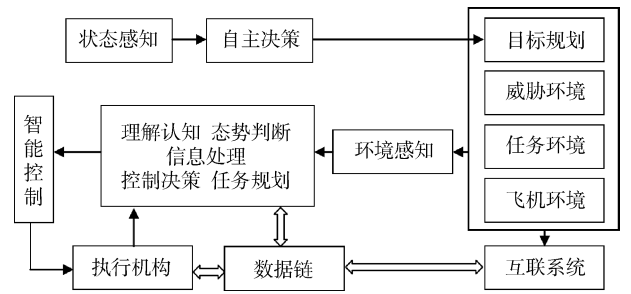 状态感知
自主决策
目标规划
威胁环境
任务环境
飞机环境
智能控制
理解认知 态势判断
信息处理
控制决策 任务规划
环境感知
执行机构
数据链
互联系统